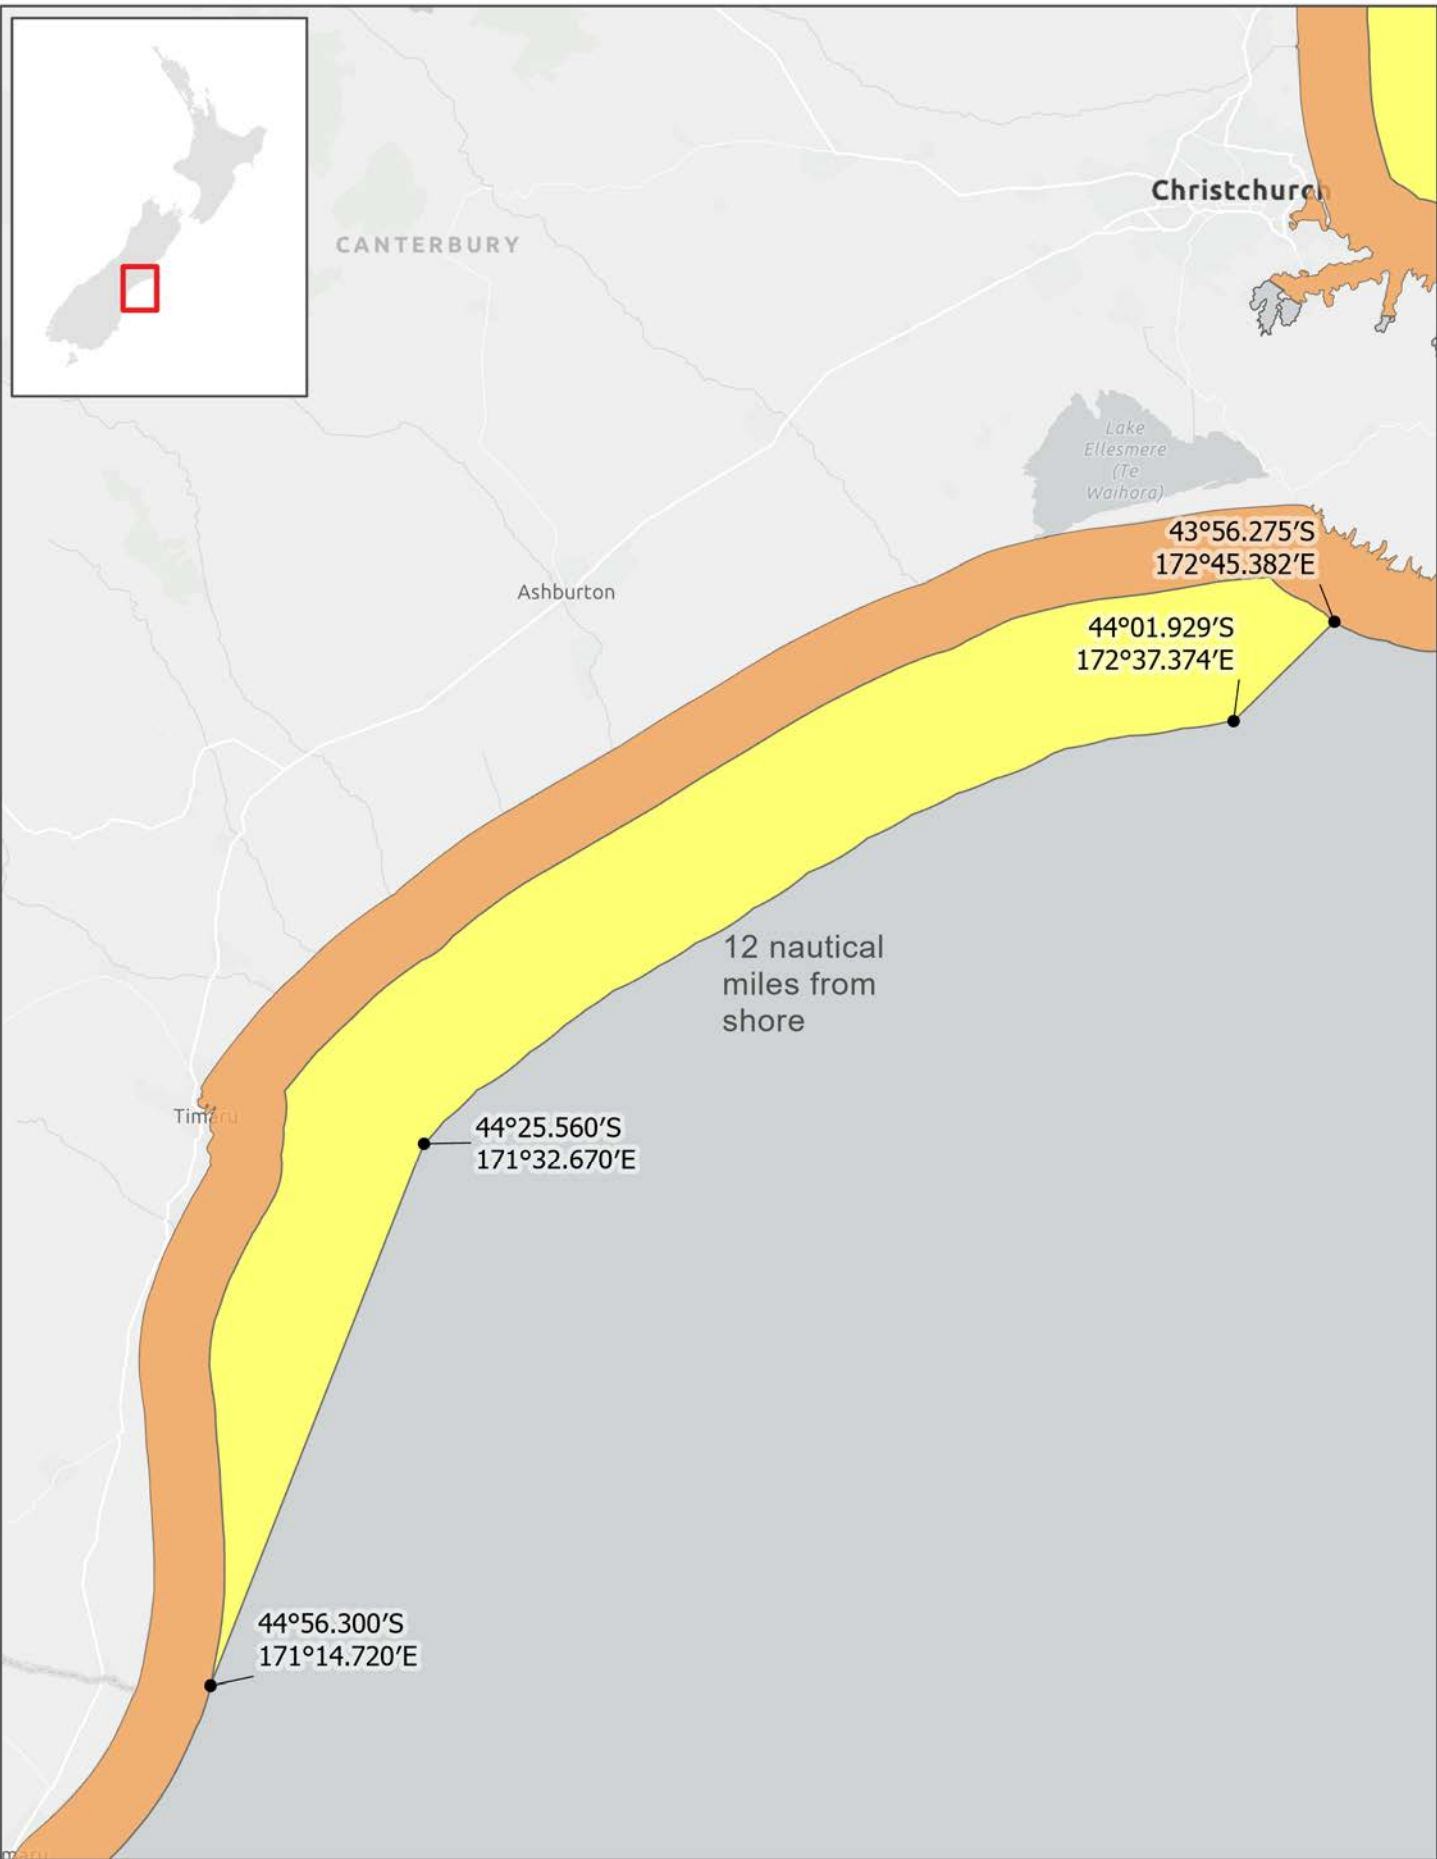 Christchurch
CANTERBURY
Lake
Ellesmere
(Te
Waihora)
43°56.275′S
172°45.382′E
Ashburton
44°01.929′S
172°37.374′E
12 nautical
miles from
shore
Timaru
44°25.560′S
171°32.670′E
44°56.300′S
171°14.720′E
maru